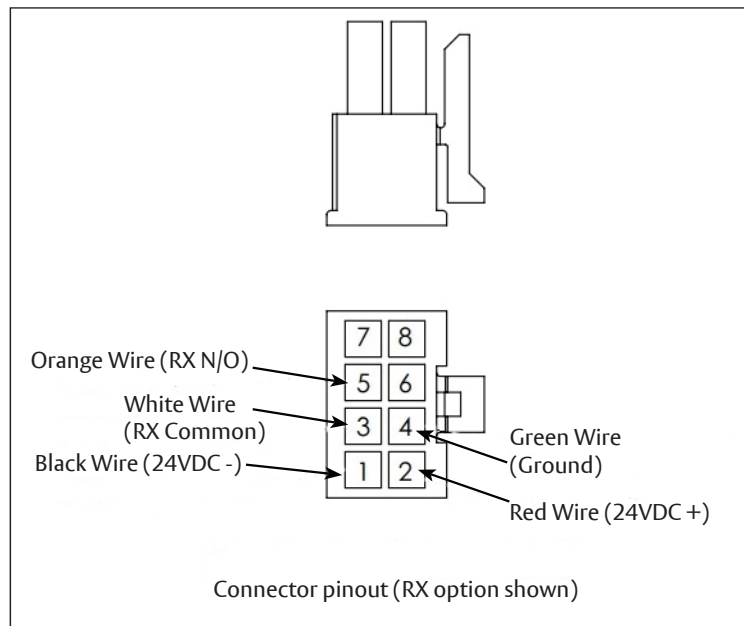 7 8
Orange Wire (RX N/O)
5 6
White Wire
(RX Common)
3 4
Green Wire
(Ground)
Black Wire (24VDC -)
1 2
Red Wire (24VDC +)
Connector pinout (RX option shown)